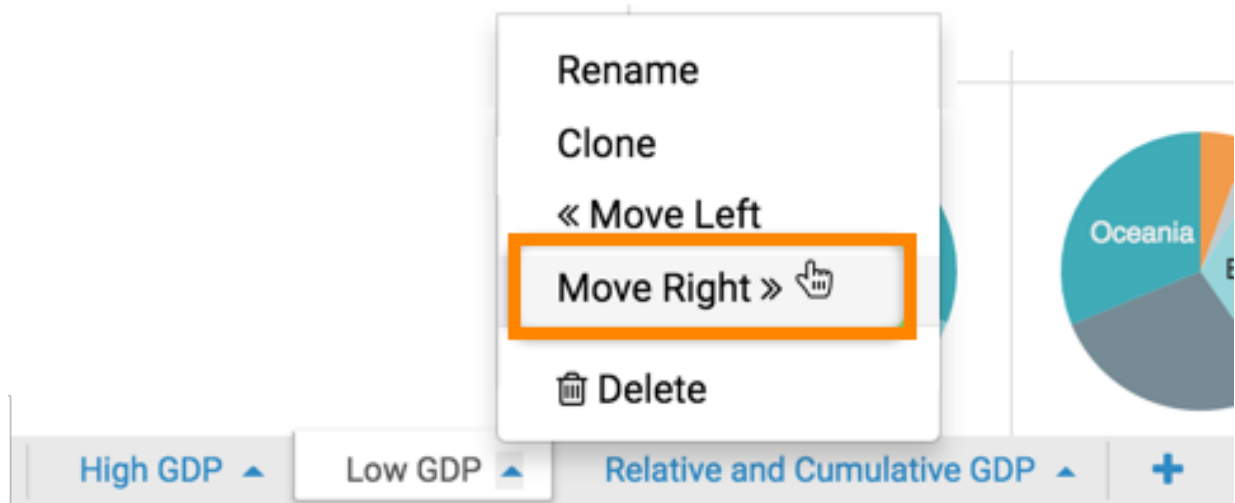 Rename
Clone
« Move Left
Move Right »
Delete
Oceania
High GDP
Low GDP
Relative and Cumulative GDP
+